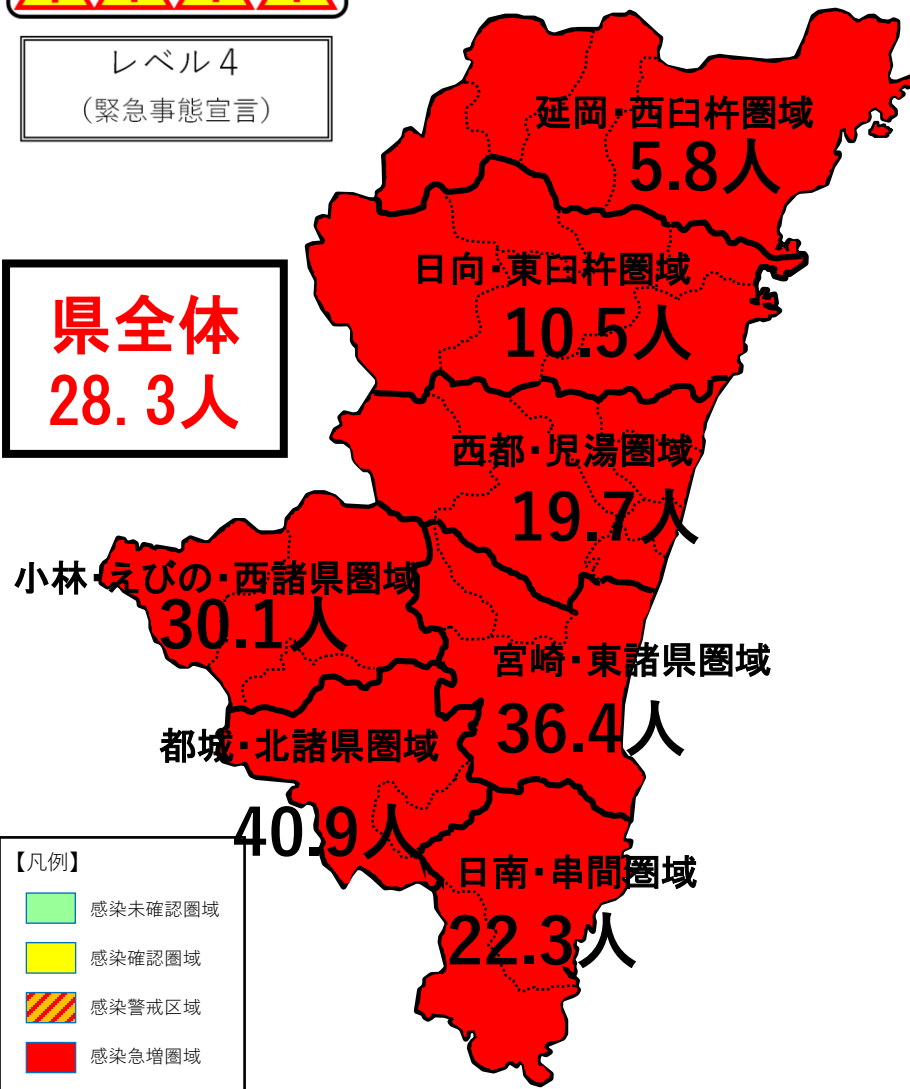 レベル４
（緊急事態宣言）
延岡・西臼杵圏域
5.8人
日向・東臼杵圏域
10.5人
県全体
28.3人
西都・児湯圏域
19.7人
小林・えびの・西諸県圏域
30.1人
宮崎・東諸県圏域
36.4人
都城・北諸県圏域
40.9人
日南・串間圏域
22.3人
【凡例】
感染未確認圏域
感染確認圏域
感染警戒区域
感染急増圏域